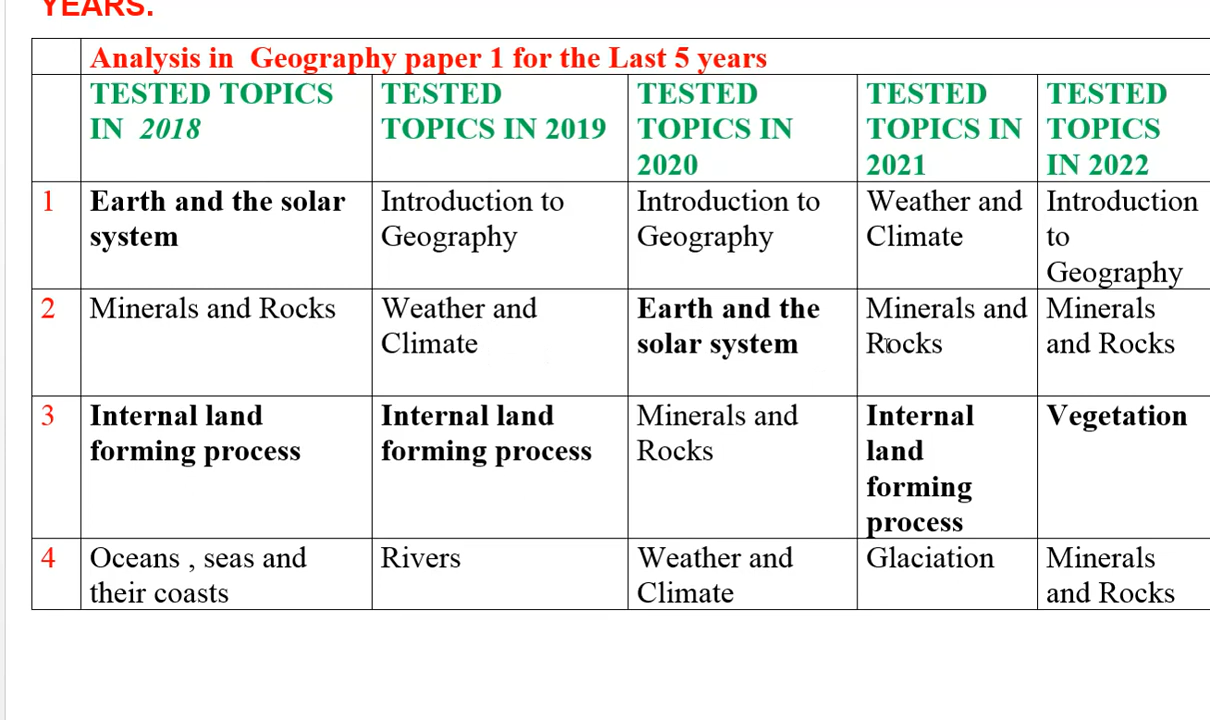 YEARS.
Analysis in  Geography paper 1 for the Last 5 years
TESTED TOPICS
IN  2018
TESTED
TOPICS IN 2019
TESTED
TOPICS IN
2020
TESTED
TOPICS IN
2021
TESTED
TOPICS
IN 2022
1
Earth and the solar
system
Introduction to
Geography
Introduction to
Geography
Weather and
Climate
Introduction
to
Geography
2
Minerals and Rocks
Weather and
Climate
Earth and the
solar system
Minerals and
Rocks
Minerals
and Rocks
3
Internal land
forming process
Internal land
forming process
Minerals and
Rocks
Internal
land
forming
process
Vegetation
4
Oceans , seas and
their coasts
Rivers
Weather and
Climate
Glaciation
Minerals
and Rocks